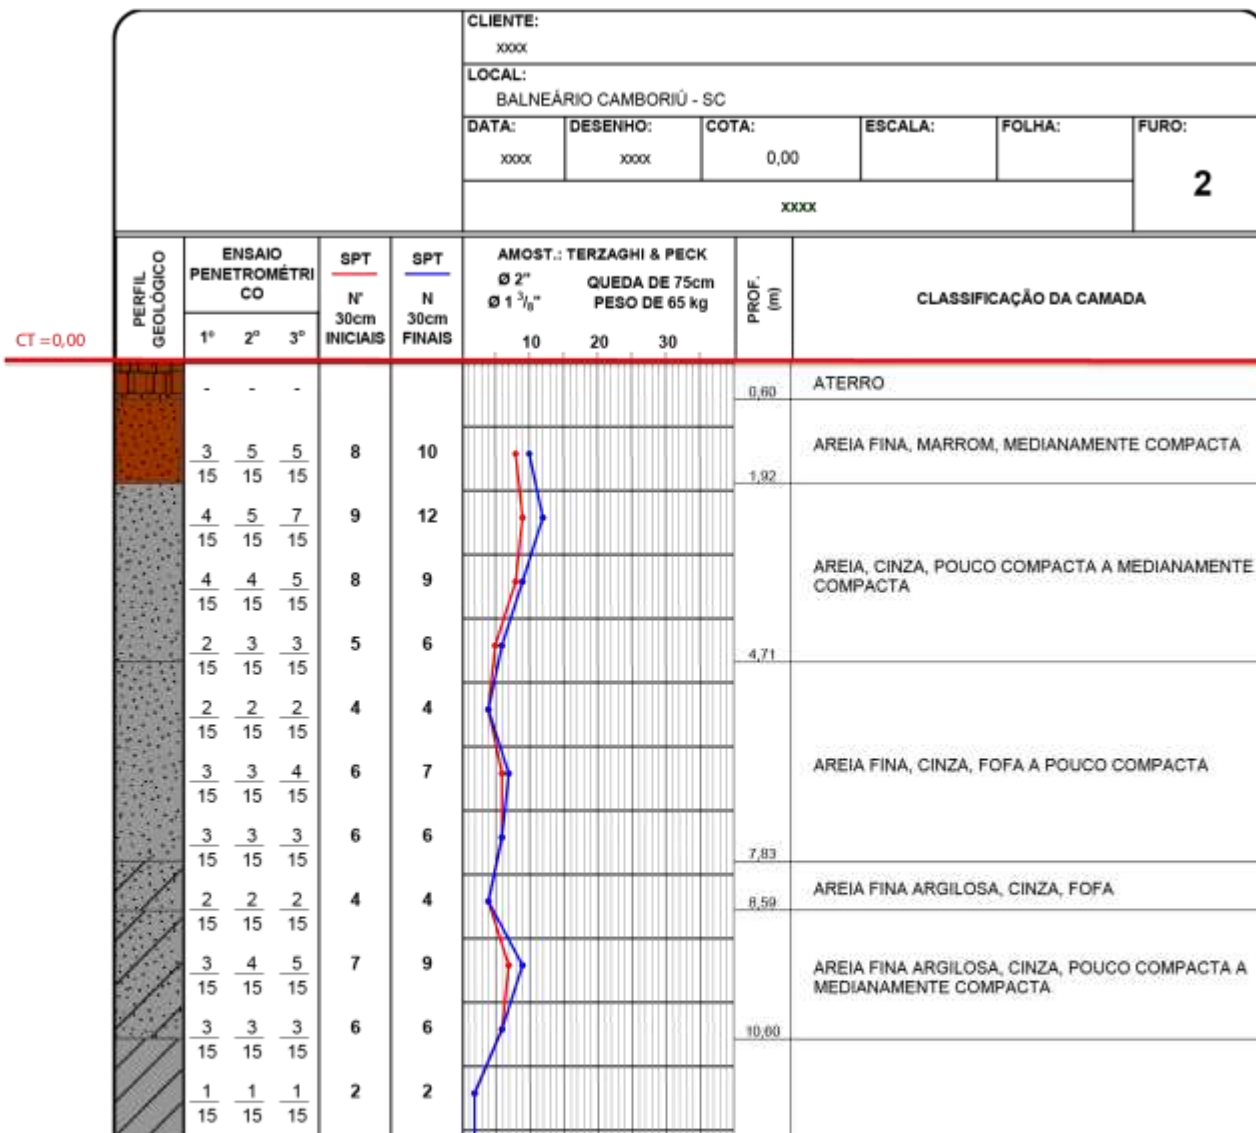 CLIENTE:
xxxx
LOCAL:
BALNEÁRIO CAMBORIÚ - SC
DATA: DESENHO: COTA: ESCALA: FOLHA: FURO:
xxxx xxxx 0,00
2
xxxx
PERFIL GEOLÓGICO
ENSAIO
PENETROMÉTRI
CO
1º 2º 3º
SPT
N'
30cm
INICIAIS
SPT
N
30cm
FINAIS
AMOST.: TERZAGHI & PECK
Ø 2" QUEDA DE 75cm
Ø 1 3/8" PESO DE 65 kg
10 20 30
PROF. (m)
CLASSIFICAÇÃO DA CAMADA
CT =0,00
- - -
0,60
ATERRO
3 5 5 8 10
15 15 15
AREIA FINA, MARROM, MEDIANAMENTE COMPACTA
1,92
4 5 7 9 12
15 15 15
AREIA, CINZA, POUCO COMPACTA A MEDIANAMENTE
COMPACTA
4 4 5 8 9
15 15 15
2 3 3 5 6
15 15 15
4,71
2 2 2 4 4
15 15 15
3 3 4 6 7
15 15 15
AREIA FINA, CINZA, FOFA A POUCO COMPACTA
3 3 3 6 6
15 15 15
7,83
2 2 2 4 4
15 15 15
AREIA FINA ARGILOSA, CINZA, FOFA
8,59
3 4 5 7 9
15 15 15
AREIA FINA ARGILOSA, CINZA, POUCO COMPACTA A
MEDIANAMENTE COMPACTA
3 3 3 6 6
15 15 15
10,60
1 1 1 2 2
15 15 15